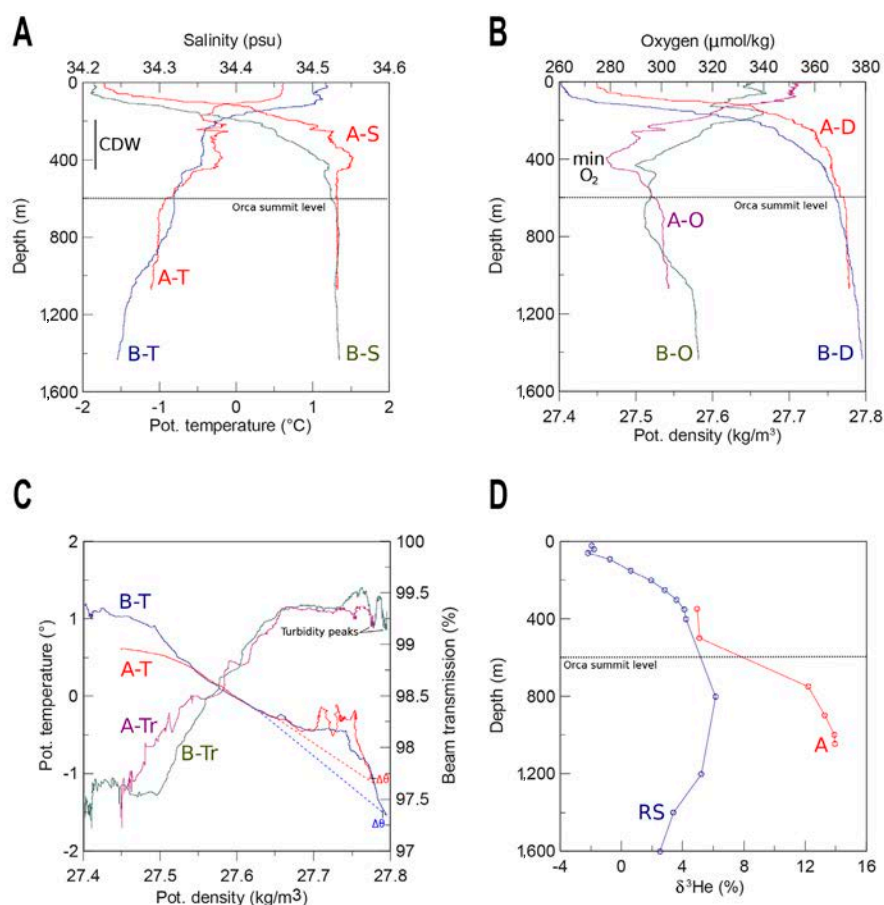 A
Salinity (psu)
34.2 34.3 34.4 34.5 34.6
0
400
800
1,200
1,600
Depth (m)
CDW
A-S
Orca summit level
A-T
B-T
B-S
-2 -1 0 1 2
Pot. temperature (°C)
B
Oxygen (μmol/kg)
260 280 300 320 340 360 380
0
400
800
1,200
1,600
Depth (m)
A-D
min
O₂
Orca summit level
A-O
B-O
B-D
27.4 27.5 27.6 27.7 27.8
Pot. density (kg/m³)
C
2
1
0
-1
-2
Pot. temperature (°)
100
99.5
99
98.5
98
97.5
97
Beam transmission (%)
B-T
A-T
Turbidity peaks
A-Tr
B-Tr
Δθ
Δθ
27.4 27.5 27.6 27.7 27.8
Pot. density (kg/m3)
D
0
400
800
1,200
1,600
Depth (m)
Orca summit level
A
RS
-4 0 4 8 12 16
δ³He (%)